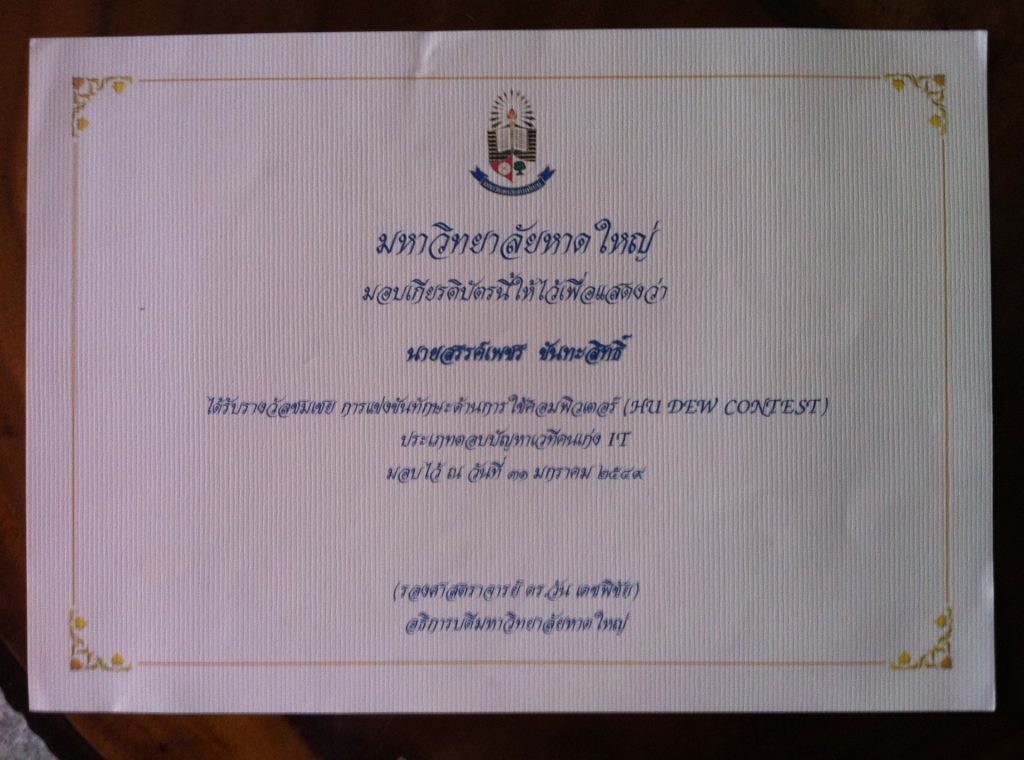 มหาวิทยาลัยหาดใหญ่
มอบเกียรติบัตรนี้ให้ไว้เพื่อแสดงว่า
นายสรรค์เพชร ขันทะสิทธิ์
ได้รับรางวัลชมเชย การแข่งขันทักษะด้านการใช้คอมพิวเตอร์ (HU DEW CONTEST)
ประเภทตอบปัญหาเวทีคนเก่ง IT
มอบไว้ ณ วันที่ ๓๑ มกราคม ๒๕๔๙
(รองศาสตราจารย์ ดร.วัน เดชพิชัย)
อธิการบดีมหาวิทยาลัยหาดใหญ่